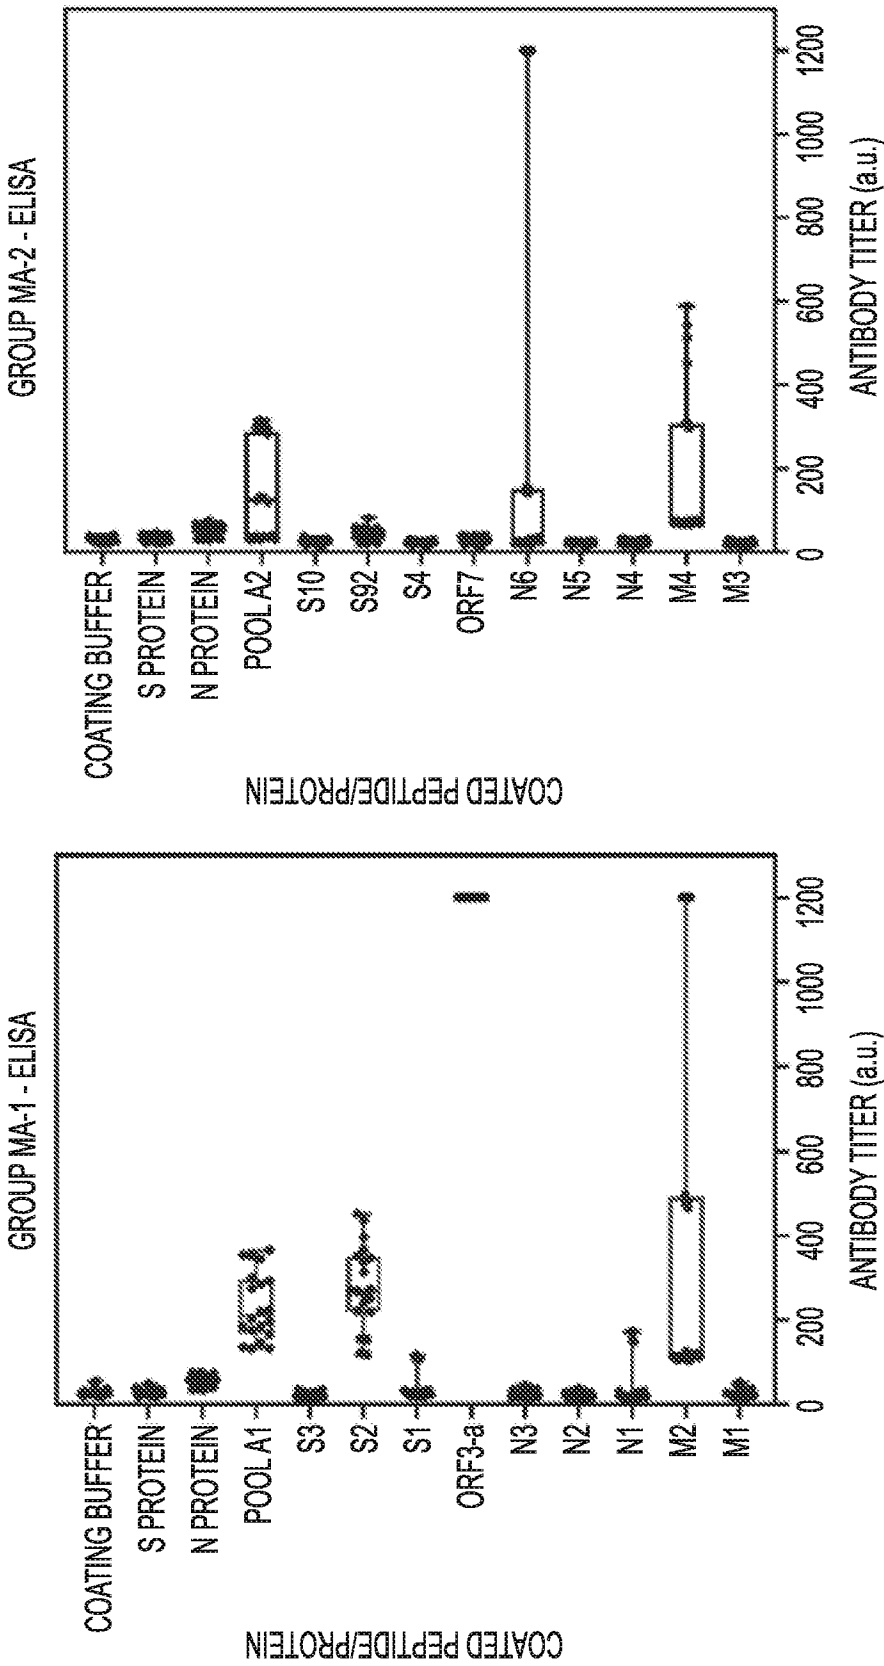 GROUP MA-1 - ELISA
COATED PEPTIDE/PROTEIN
COATING BUFFER
S PROTEIN
N PROTEIN
POOL A1
S3
S2
S1
ORF3-a
N3
N2
N1
M2
M1
0 200 400 600 800 1000 1200
ANTIBODY TITER (a.u.)
GROUP MA-2 - ELISA
COATED PEPTIDE/PROTEIN
COATING BUFFER
S PROTEIN
N PROTEIN
POOL A2
S10
S92
S4
ORF7
N6
N5
N4
M4
M3
0 200 400 600 800 1000 1200
ANTIBODY TITER (a.u.)